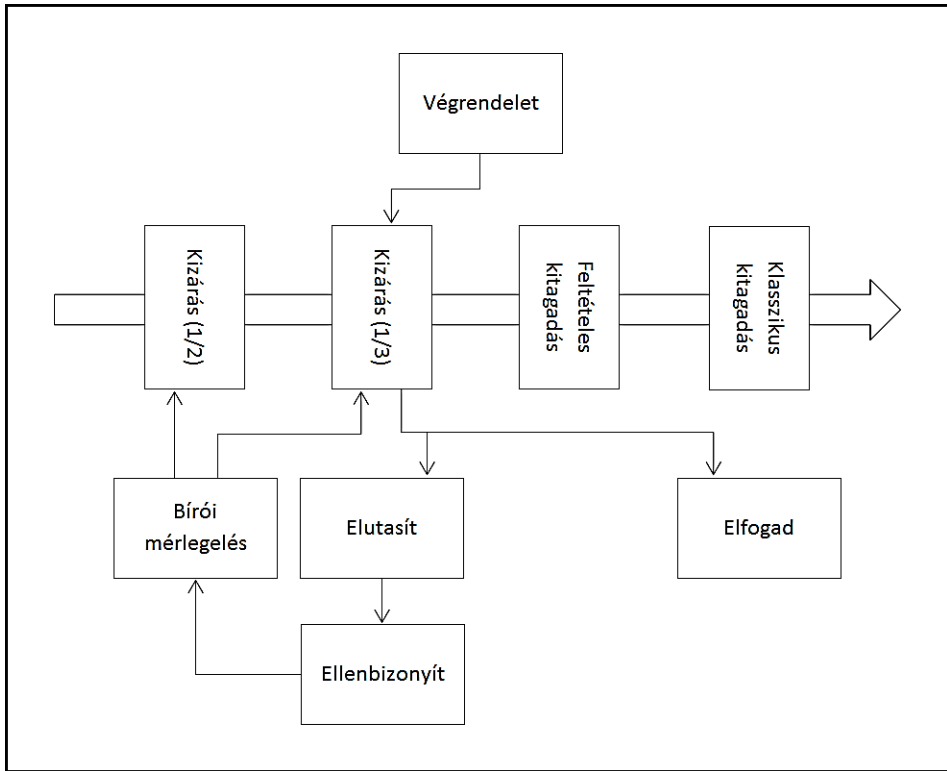 Végrendelet
Kizárás (1/2)
Kizárás (1/3)
Feltételes
kitagadás
Klasszikus
kitagadás
Bírói
mérlegelés
Elutasít
Elfogad
Ellenbizonyít